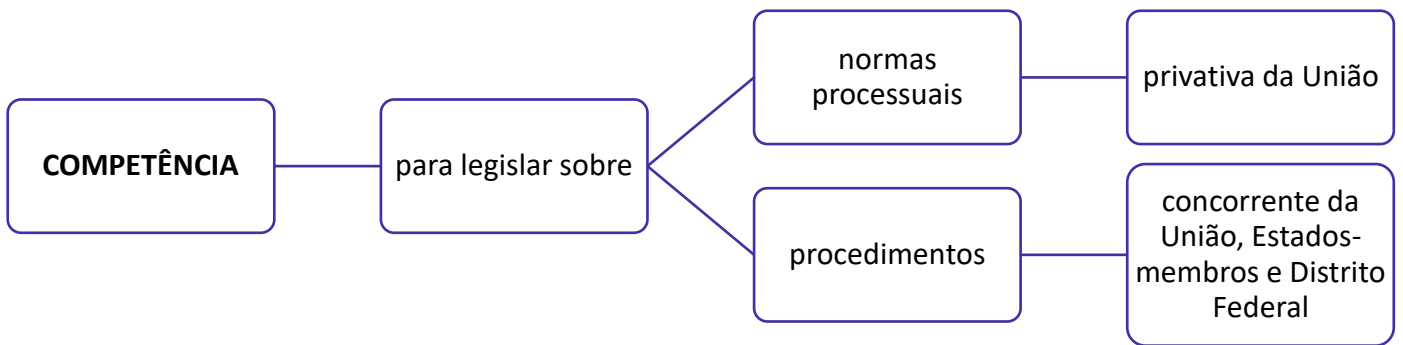 COMPETÊNCIA
para legislar sobre
normas
processuais
privativa da União
procedimentos
concorrente da
União, Estados-
membros e Distrito
Federal